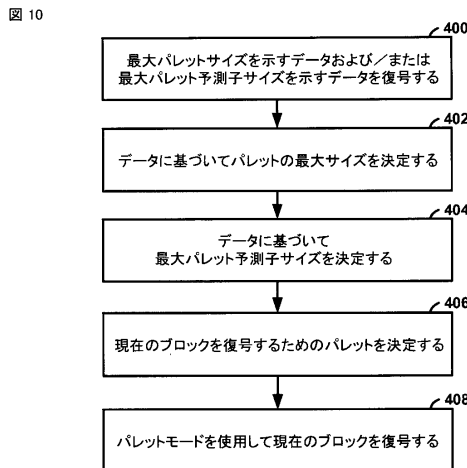 図 10
400
最大パレットサイズを示すデータおよび／または
最大パレット予測子サイズを示すデータを復号する
402
データに基づいてパレットの最大サイズを決定する
404
データに基づいて
最大パレット予測子サイズを決定する
406
現在のブロックを復号するためのパレットを決定する
408
パレットモードを使用して現在のブロックを復号する